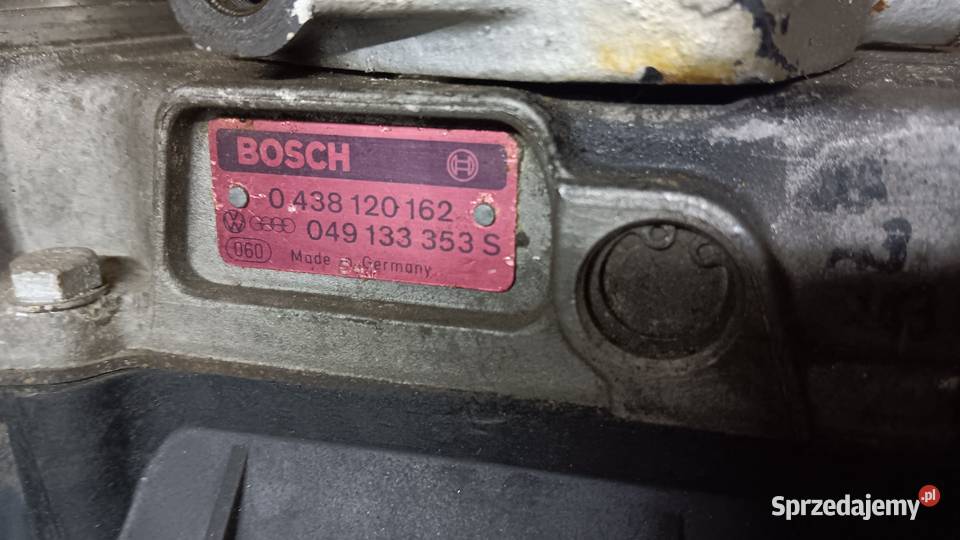 BOSCH
0 438 120 162
049 133 353 S
060 Made in Germany
Sprzedajemy.pl